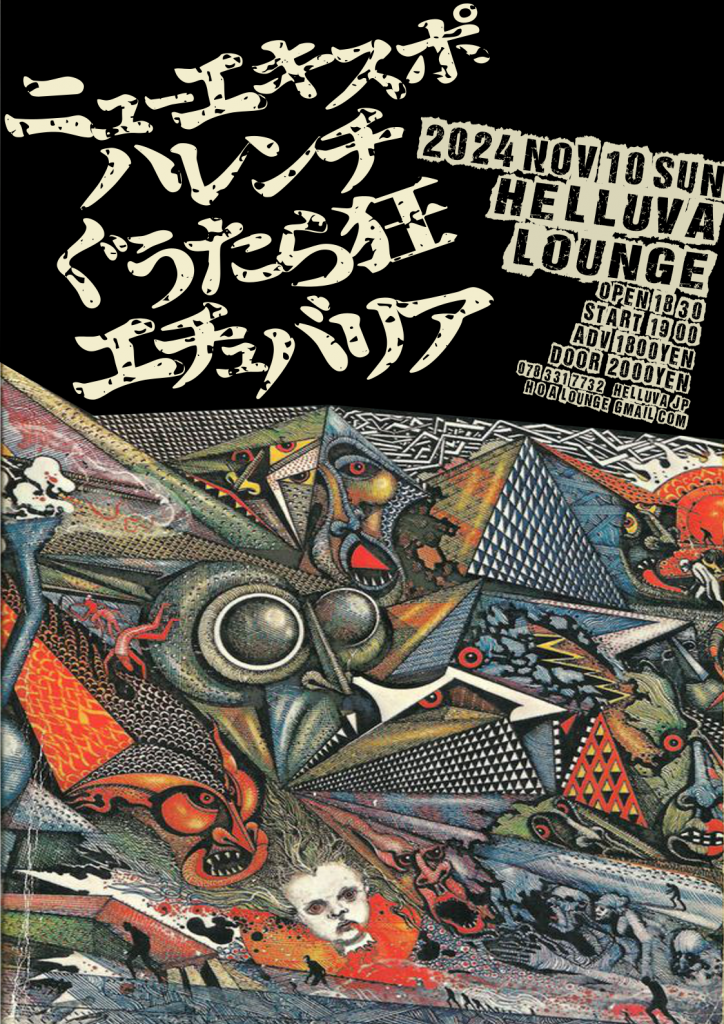 ニューエキスポ
ハレンチ
ぐうたら狂
エチュバリア
2024 NOV 10 SUN
HELLUVA
LOUNGE
OPEN 18 30
START 19 00
ADV 1800YEN
DOOR 2000YEN
078 331 7732 HELLUVA.JP
HOALOUNGE GMAIL.COM